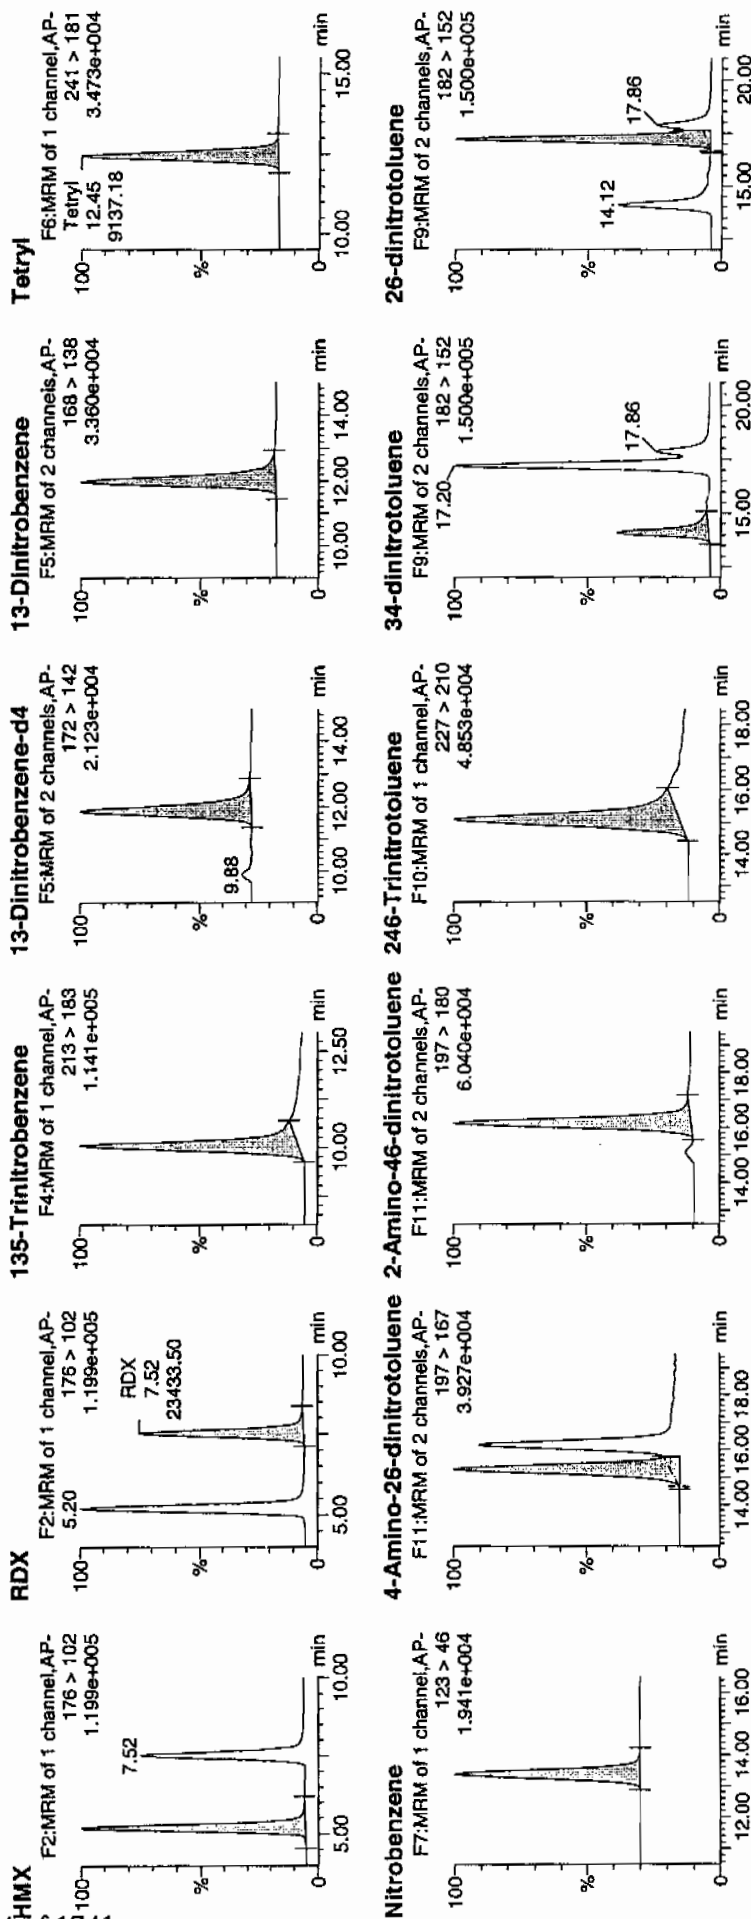 HMX
F2:MRM of 1 channel,AP-
176 > 102
1.199e+005
100
7.52
%
0
min
5.00 10.00
RDX
F2:MRM of 1 channel,AP-
5.20
176 > 102
1.199e+005
100
RDX
7.52
23433.50
%
0
min
5.00 10.00
135-Trinitrobenzene
F4:MRM of 1 channel,AP-
213 > 183
1.141e+005
100
%
0
min
10.00 12.50
13-Dinitrobenzene-d4
F5:MRM of 2 channels,AP-
172 > 142
2.123e+004
100
%
9.88
0
min
10.00 12.00 14.00
13-Dinitrobenzene
F5:MRM of 2 channels,AP-
168 > 138
3.360e+004
100
%
0
min
10.00 12.00 14.00
Tetryl
F6:MRM of 1 channel,AP-
241 > 181
3.473e+004
100
Tetryl
12.45
9137.18
%
0
min
10.00 15.00
Nitrobenzene
F7:MRM of 1 channel,AP-
123 > 46
1.941e+004
100
%
0
min
12.00 14.00 16.00
4-Amino-26-dinitrotoluene
F11:MRM of 2 channels,AP-
197 > 167
3.927e+004
100
%
0
min
14.00 16.00 18.00
2-Amino-46-dinitrotoluene
F11:MRM of 2 channels,AP-
197 > 180
6.040e+004
100
%
0
min
14.00 16.00 18.00
246-Trinitrotoluene
F10:MRM of 1 channel,AP-
227 > 210
4.853e+004
100
%
0
min
14.00 16.00 18.00
34-dinitrotoluene
F9:MRM of 2 channels,AP-
17.20
182 > 152
1.500e+005
100
17.86
%
0
min
15.00 20.00
26-dinitrotoluene
F9:MRM of 2 channels,AP-
182 > 152
1.500e+005
100
17.86
14.12
%
0
min
15.00 20.00